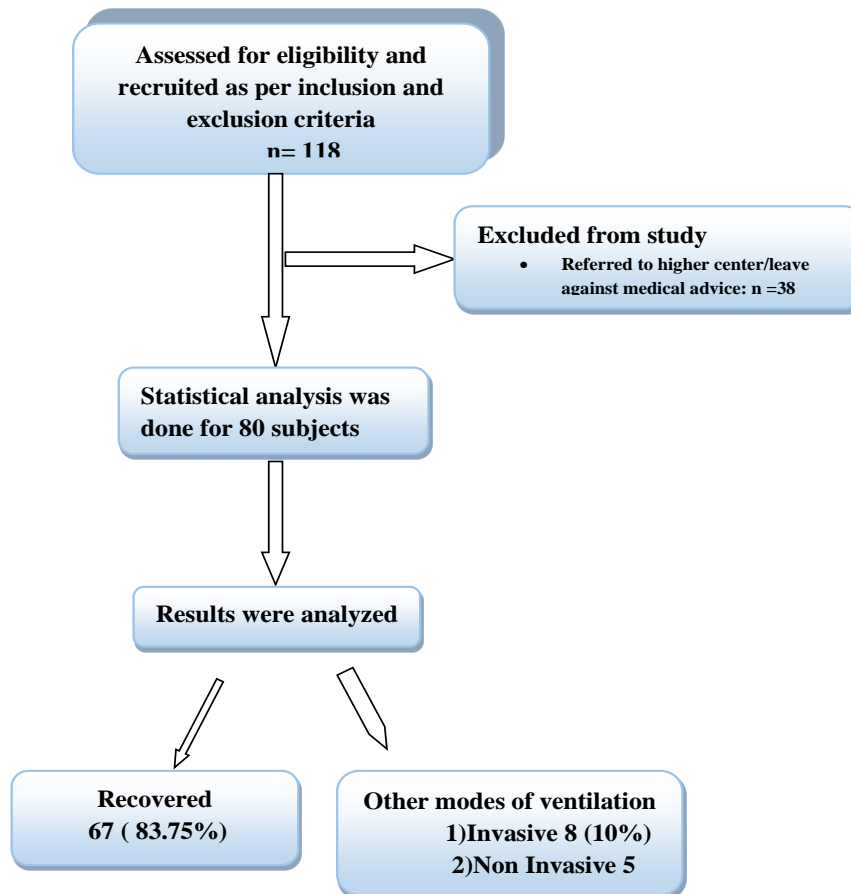 Assessed for eligibility and
recruited as per inclusion and
exclusion criteria
n= 118
Excluded from study
• Referred to higher center/leave
against medical advice: n =38
Statistical analysis was
done for 80 subjects
Results were analyzed
Recovered
67 ( 83.75%)
Other modes of ventilation
1)Invasive 8 (10%)
2)Non Invasive 5